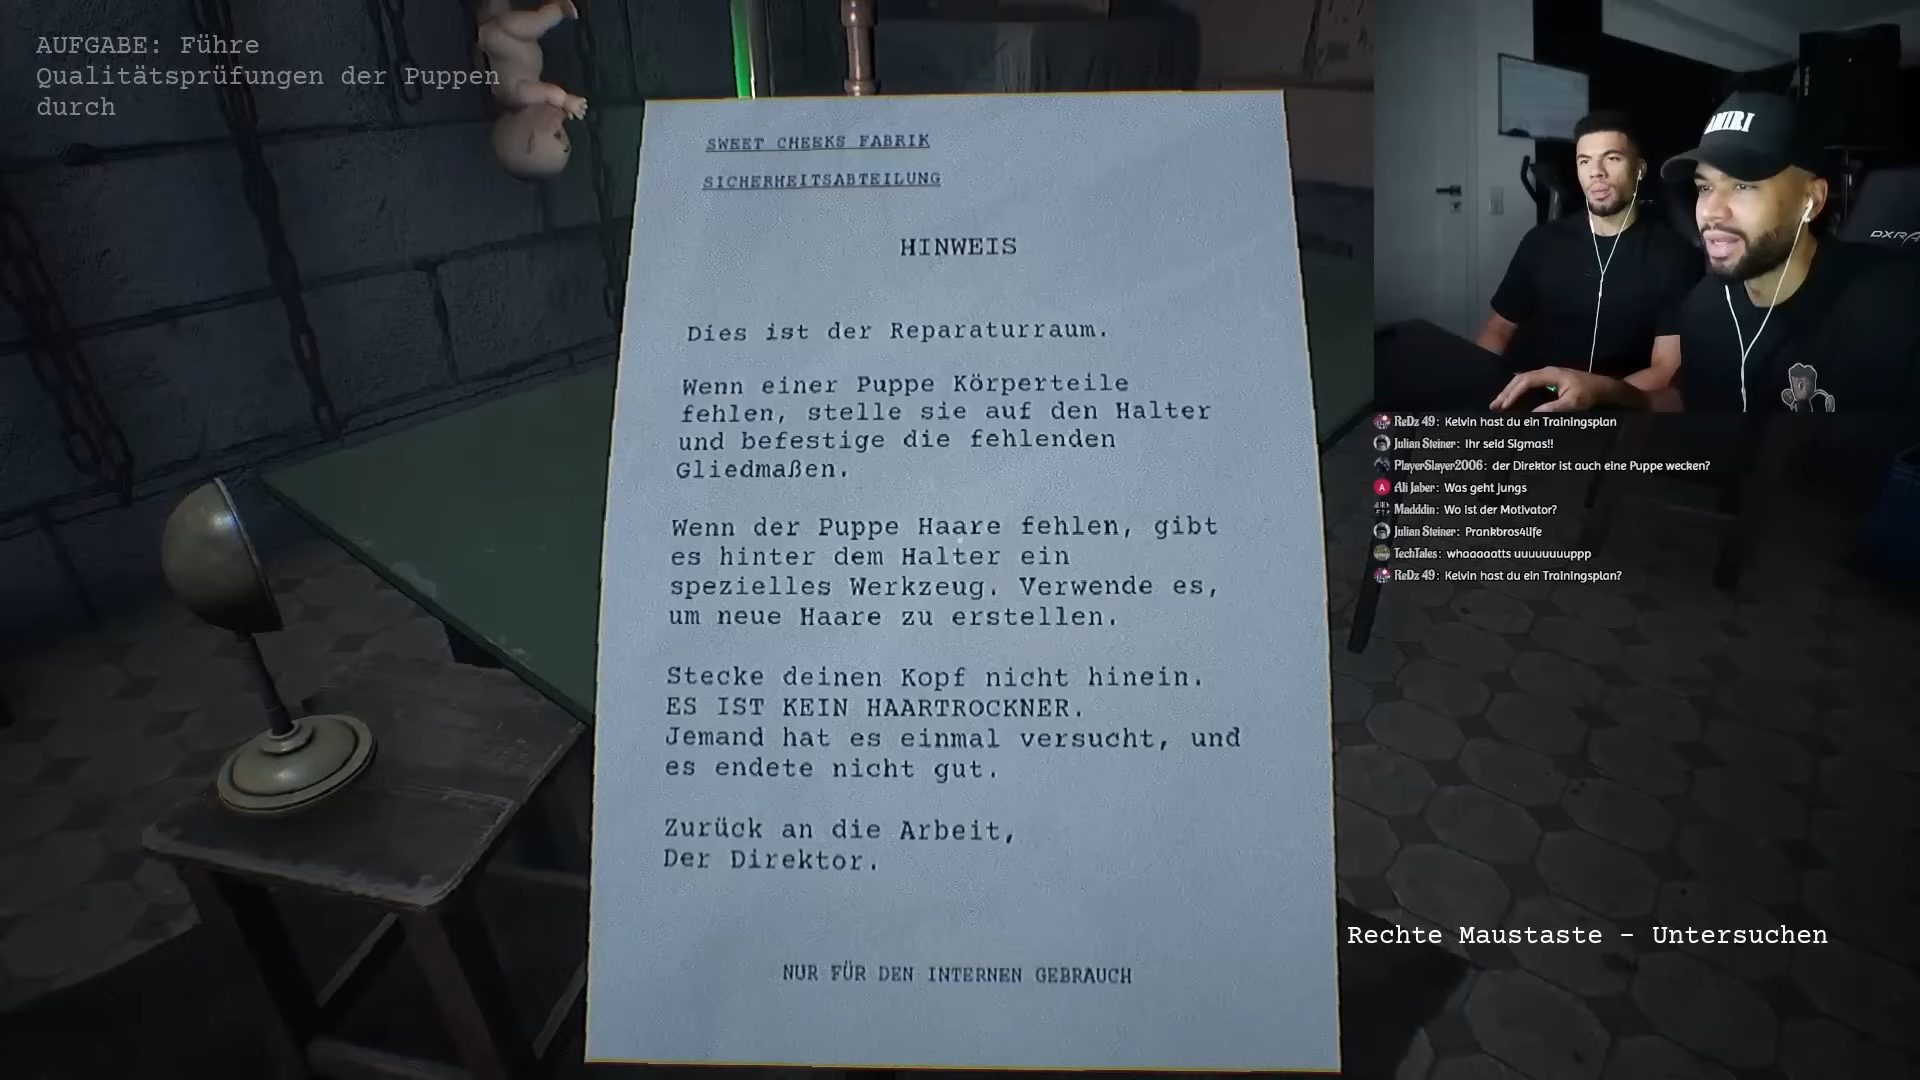 AUFGABE: Führe
Qualitätsprüfungen der Puppen
durch
SWEET CHEEKS FABRIK
SICHERHEITSABTEILUNG
HINWEIS
Dies ist der Reparaturraum.
Wenn einer Puppe Körperteile
fehlen, stelle sie auf den Halter
und befestige die fehlenden
Gliedmaßen.
Wenn der Puppe Haare fehlen, gibt
es hinter dem Halter ein
spezielles Werkzeug. Verwende es,
um neue Haare zu erstellen.
Stecke deinen Kopf nicht hinein.
ES IST KEIN HAARTROCKNER.
Jemand hat es einmal versucht, und
es endete nicht gut.
Zurück an die Arbeit,
Der Direktor.
NUR FÜR DEN INTERNEN GEBRAUCH
AMIRI
ReDz 49: Kelvin hast du ein Trainingsplan
Julian Steiner: Ihr seid Sigmas!!
PlayerSlayer2006: der Direktor ist auch eine Puppe wecken?
A Ali Jaber: Was geht jungs
Madddin: Wo ist der Motivator?
Julian Steiner: Prankbros4life
TechTales: whaaaaatts uuuuuuuuppp
ReDz 49: Kelvin hast du ein Trainingsplan?
Rechte Maustaste - Untersuchen